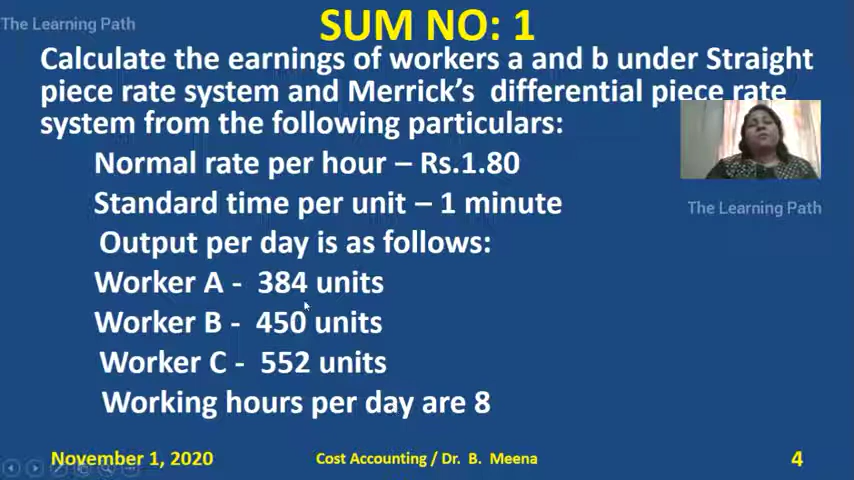 The Learning Path
SUM NO: 1
Calculate the earnings of workers a and b under Straight
piece rate system and Merrick's differential piece rate
system from the following particulars:
Normal rate per hour – Rs.1.80
The Learning Path
Standard time per unit – 1 minute
Output per day is as follows:
Worker A - 384 units
Worker B - 450 units
Worker C - 552 units
Working hours per day are 8
November 1, 2020
Cost Accounting / Dr. B. Meena
4